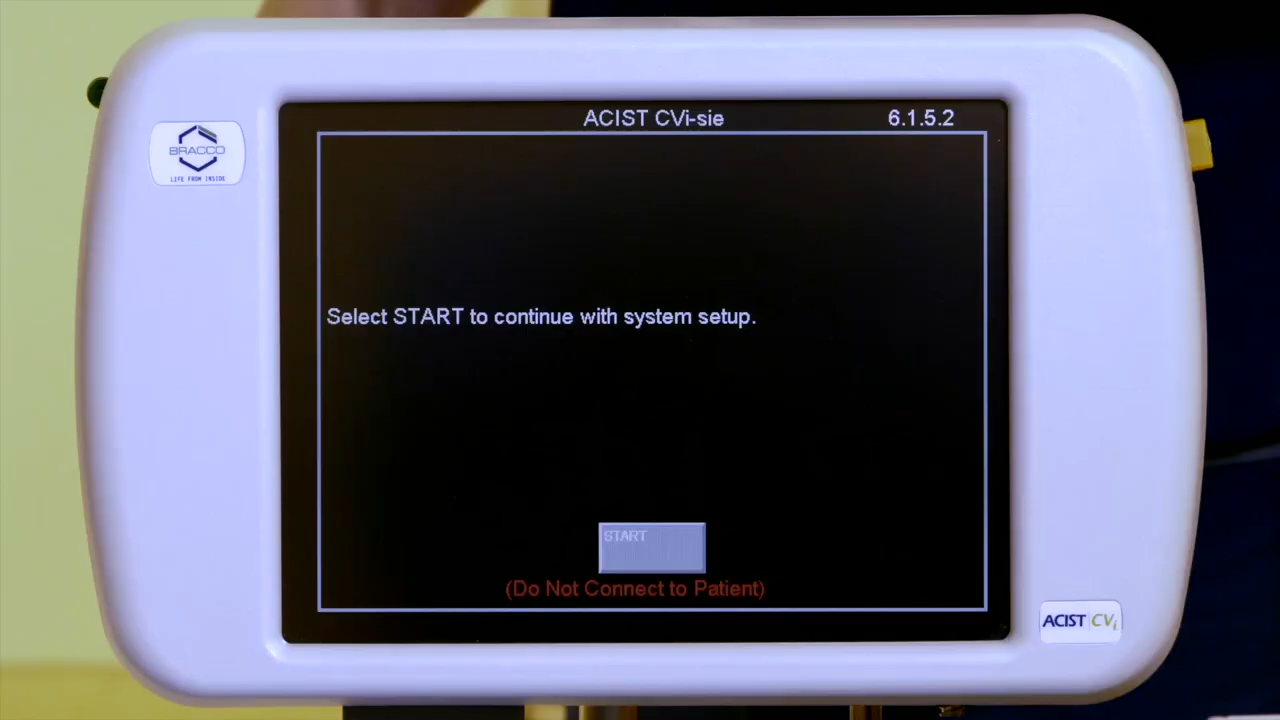 ACIST CVi-sie 6.1.5.2
BRACCO
LIFE FROM INSIDE
Select START to continue with system setup.
START
(Do Not Connect to Patient)
ACIST CVi